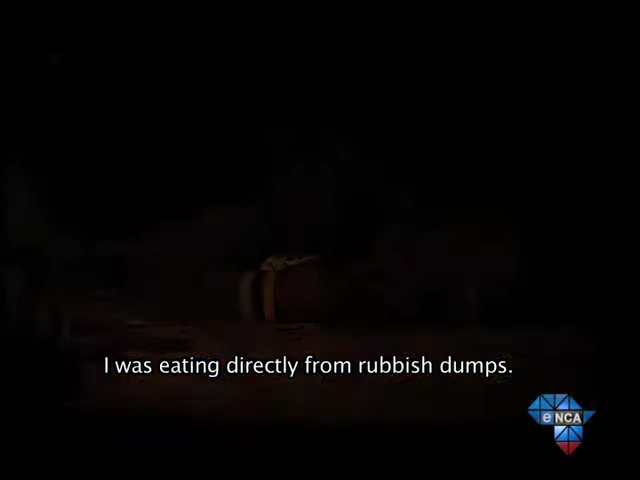 I was eating directly from rubbish dumps.
eNCA